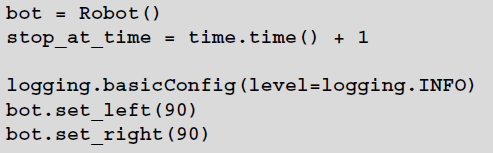 bot = Robot()
stop_at_time = time.time() + 1
logging.basicConfig(level=logging.INFO)
bot.set_left(90)
bot.set_right(90)